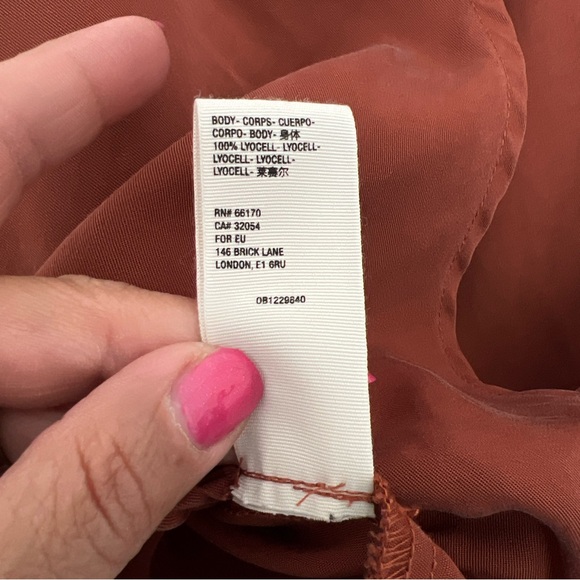 BODY- CORPS- CUERPO-
CORPO- BODY- 身体
100% LYOCELL- LYOCELL-
LYOCELL- LYOCELL-
LYOCELL- 莱赛尔
RN# 66170
CA# 32054
FOR EU
146 BRICK LANE
LONDON, E1 6RU
OB1229840